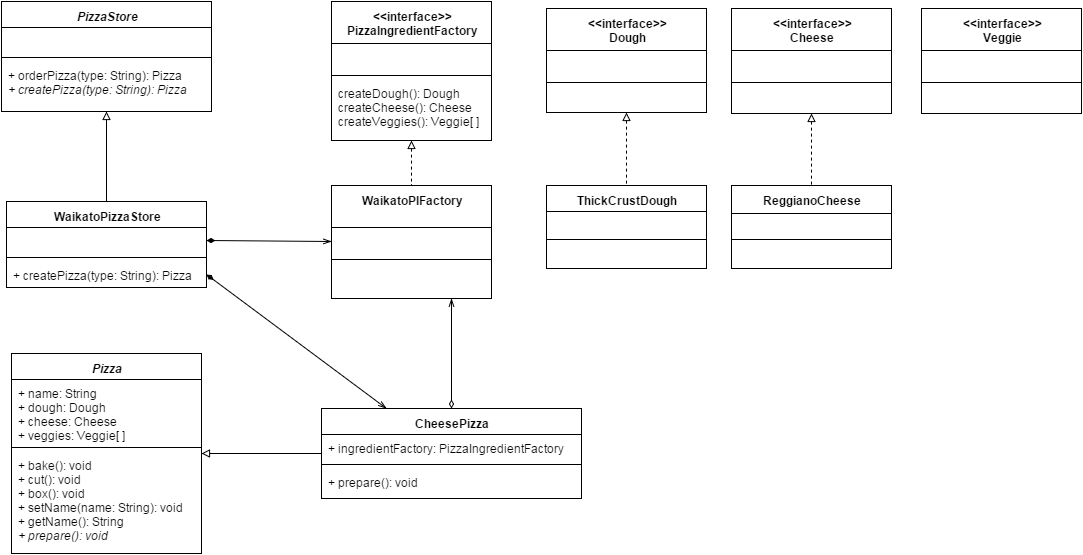 PizzaStore
+ orderPizza(type: String): Pizza
+ createPizza(type: String): Pizza
<<interface>>
PizzaIngredientFactory
createDough(): Dough
createCheese(): Cheese
createVeggies(): Veggie[ ]
<<interface>>
Dough
<<interface>>
Cheese
<<interface>>
Veggie
WaikatoPizzaStore
+ createPizza(type: String): Pizza
WaikatoPIFactory
ThickCrustDough
ReggianoCheese
Pizza
+ name: String
+ dough: Dough
+ cheese: Cheese
+ veggies: Veggie[ ]
+ bake(): void
+ cut(): void
+ box(): void
+ setName(name: String): void
+ getName(): String
+ prepare(): void
CheesePizza
+ ingredientFactory: PizzaIngredientFactory
+ prepare(): void